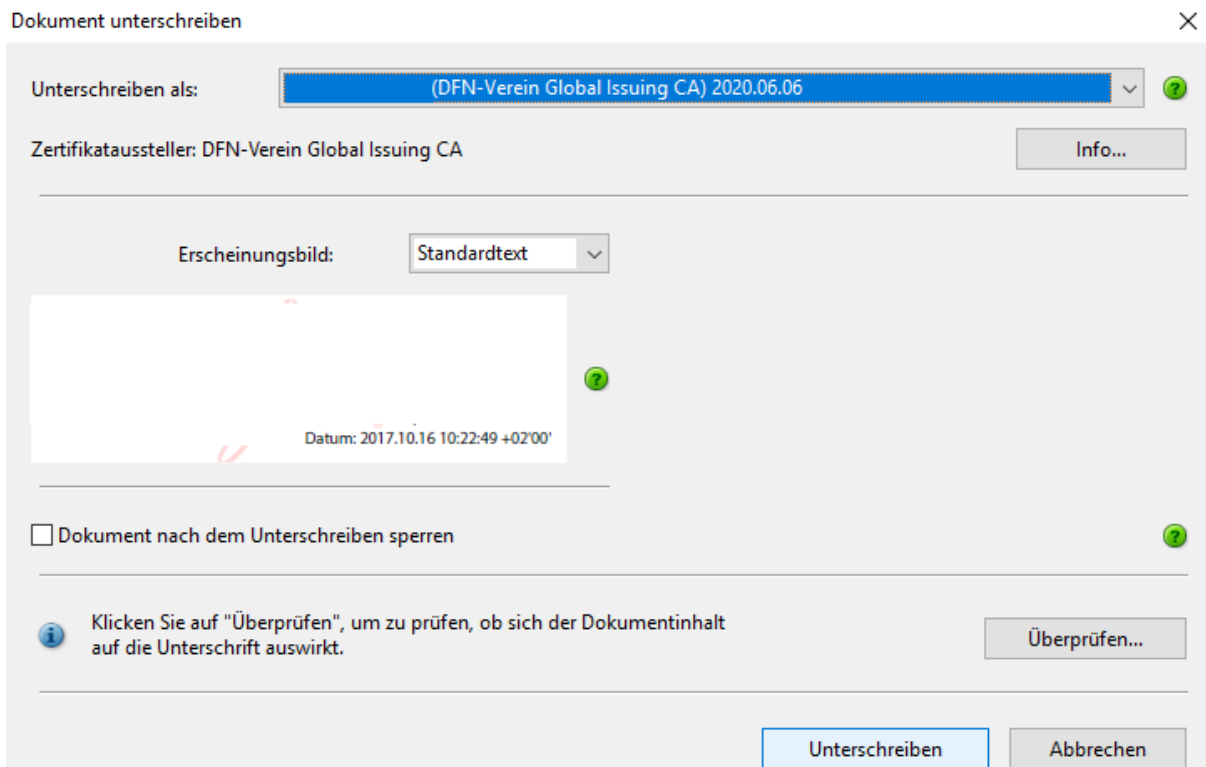 Dokument unterschreiben
Unterschreiben als:
(DFN-Verein Global Issuing CA) 2020.06.06
Zertifikataussteller: DFN-Verein Global Issuing CA
Info...
Erscheinungsbild:
Standardtext
Datum: 2017.10.16 10:22:49 +02'00'
Dokument nach dem Unterschreiben sperren
Klicken Sie auf "Überprüfen", um zu prüfen, ob sich der Dokumentinhalt
auf die Unterschrift auswirkt.
Überprüfen...
Unterschreiben
Abbrechen